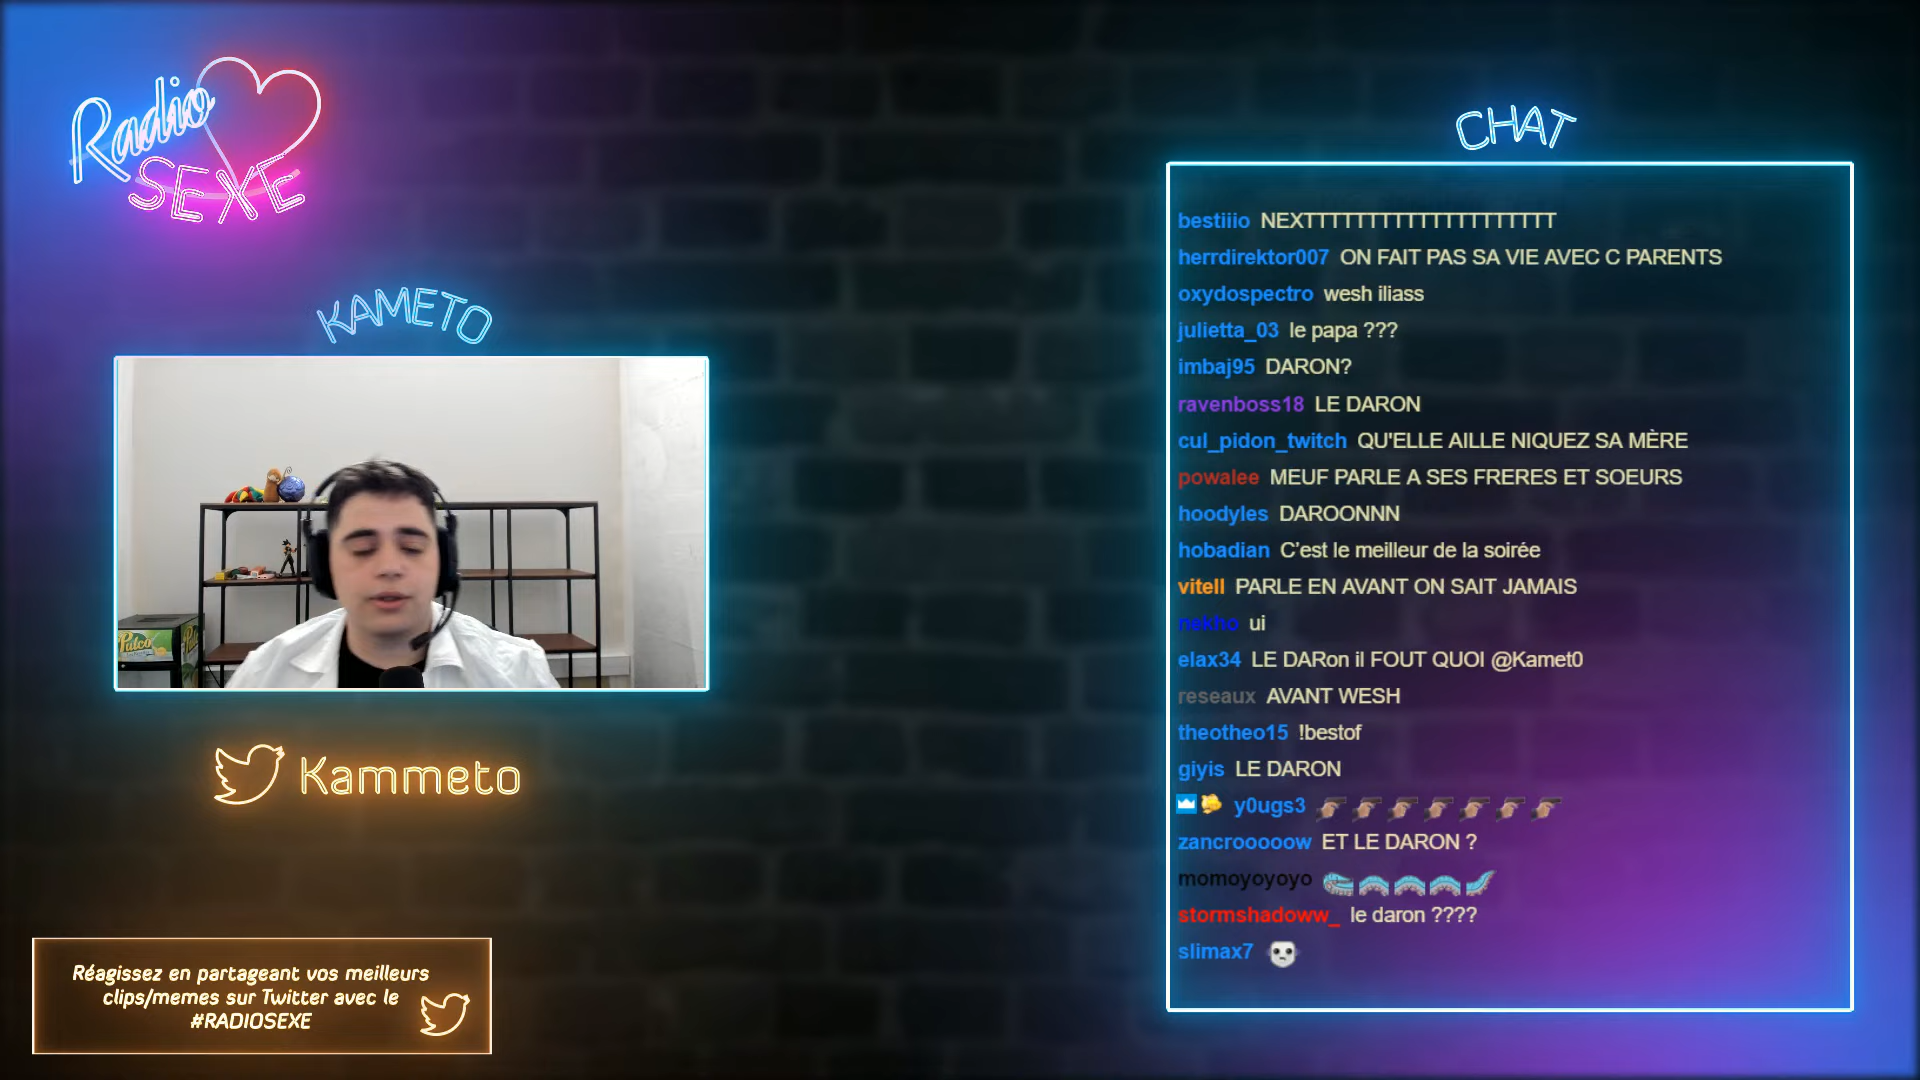 Radio
SEXE
KAMETO
Pulco
Kammeto
Réagissez en partageant vos meilleurs
clips/memes sur Twitter avec le
#RADIOSEXE
CHAT
bestiiio NEXTTTTTTTTTTTTTTTTTTTT
herrdirektor007 ON FAIT PAS SA VIE AVEC C PARENTS
oxydospectro wesh iliass
julietta_03 le papa ???
imbaj95 DARON?
ravenboss18 LE DARON
cul_pidon_twitch QU'ELLE AILLE NIQUEZ SA MÈRE
powalee MEUF PARLE A SES FRERES ET SOEURS
hoodyles DAROONNN
hobadian C'est le meilleur de la soirée
vitell PARLE EN AVANT ON SAIT JAMAIS
nekho ui
elax34 LE DARon il FOUT QUOI @Kamet0
reseaux AVANT WESH
theotheo15 !bestof
giyis LE DARON
y0ugs3
zancrooooow ET LE DARON ?
momoyoyoyo
stormshadoww_ le daron ????
slimax7